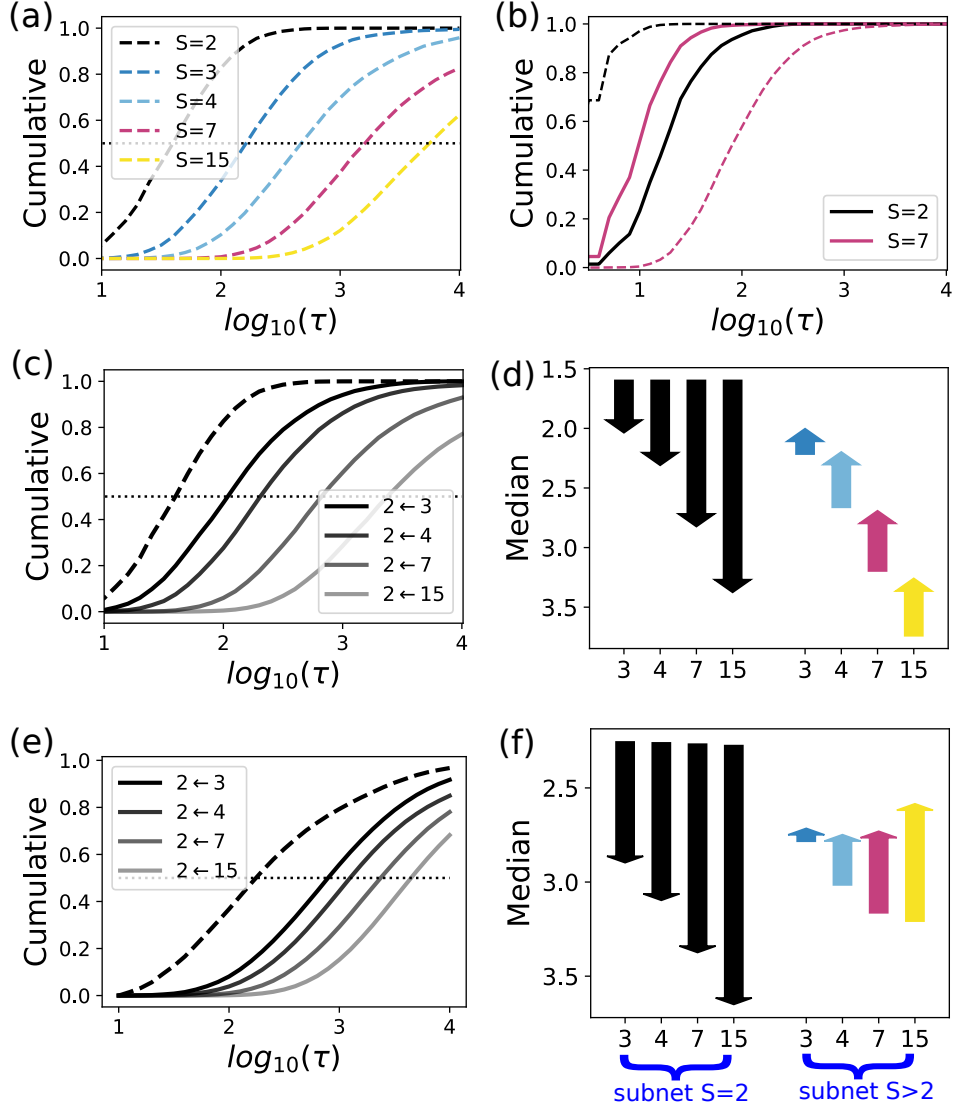 (a)
1.0
0.8
0.6
0.4
0.2
0.0
Cumulative
S=2
S=3
S=4
S=7
S=15
1 2 3 4
log10(τ)
(b)
1.0
0.8
0.6
0.4
0.2
0.0
Cumulative
S=2
S=7
1 2 3 4
log10(τ)
(c)
1.0
0.8
0.6
0.4
0.2
0.0
Cumulative
2←3
2←4
2←7
2←15
1 2 3 4
log10(τ)
(d)
1.5
2.0
2.5
3.0
3.5
Median
3 4 7 15 3 4 7 15
(e)
1.0
0.8
0.6
0.4
0.2
0.0
Cumulative
2←3
2←4
2←7
2←15
1 2 3 4
log10(τ)
(f)
2.5
3.0
3.5
Median
3 4 7 15 3 4 7 15
subnet S=2 subnet S>2